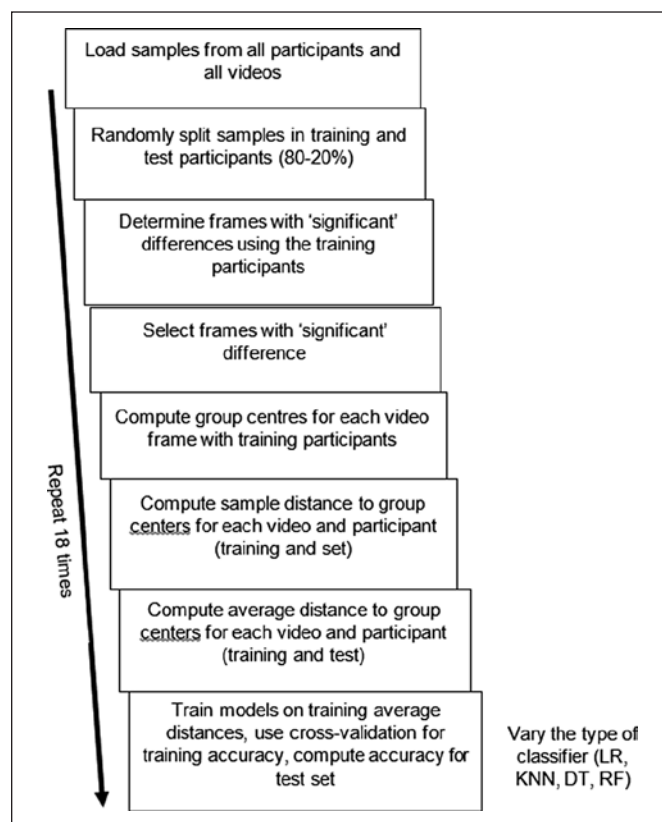 Load samples from all participants and
all videos
Randomly split samples in training and
test participants (80-20%)
Determine frames with 'significant'
differences using the training
participants
Select frames with 'significant'
difference
Compute group centres for each video
frame with training participants
Compute sample distance to group
centers for each video and participant
(training and set)
Compute average distance to group
centers for each video and participant
(training and test)
Train models on training average
distances, use cross-validation for
training accuracy, compute accuracy for
test set
Repeat 18 times
Vary the type of
classifier (LR,
KNN, DT, RF)